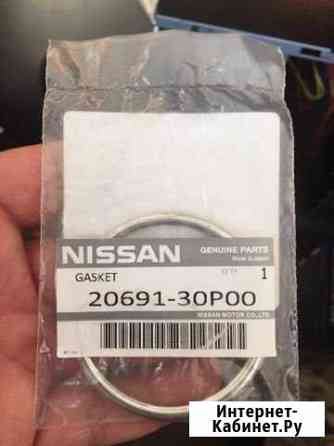 NISSAN
GENUINE PARTS
GASKET
1
20691-30P00
NISSAN MOTOR CO.,LTD.
Интернет-
Кабинет.Ру